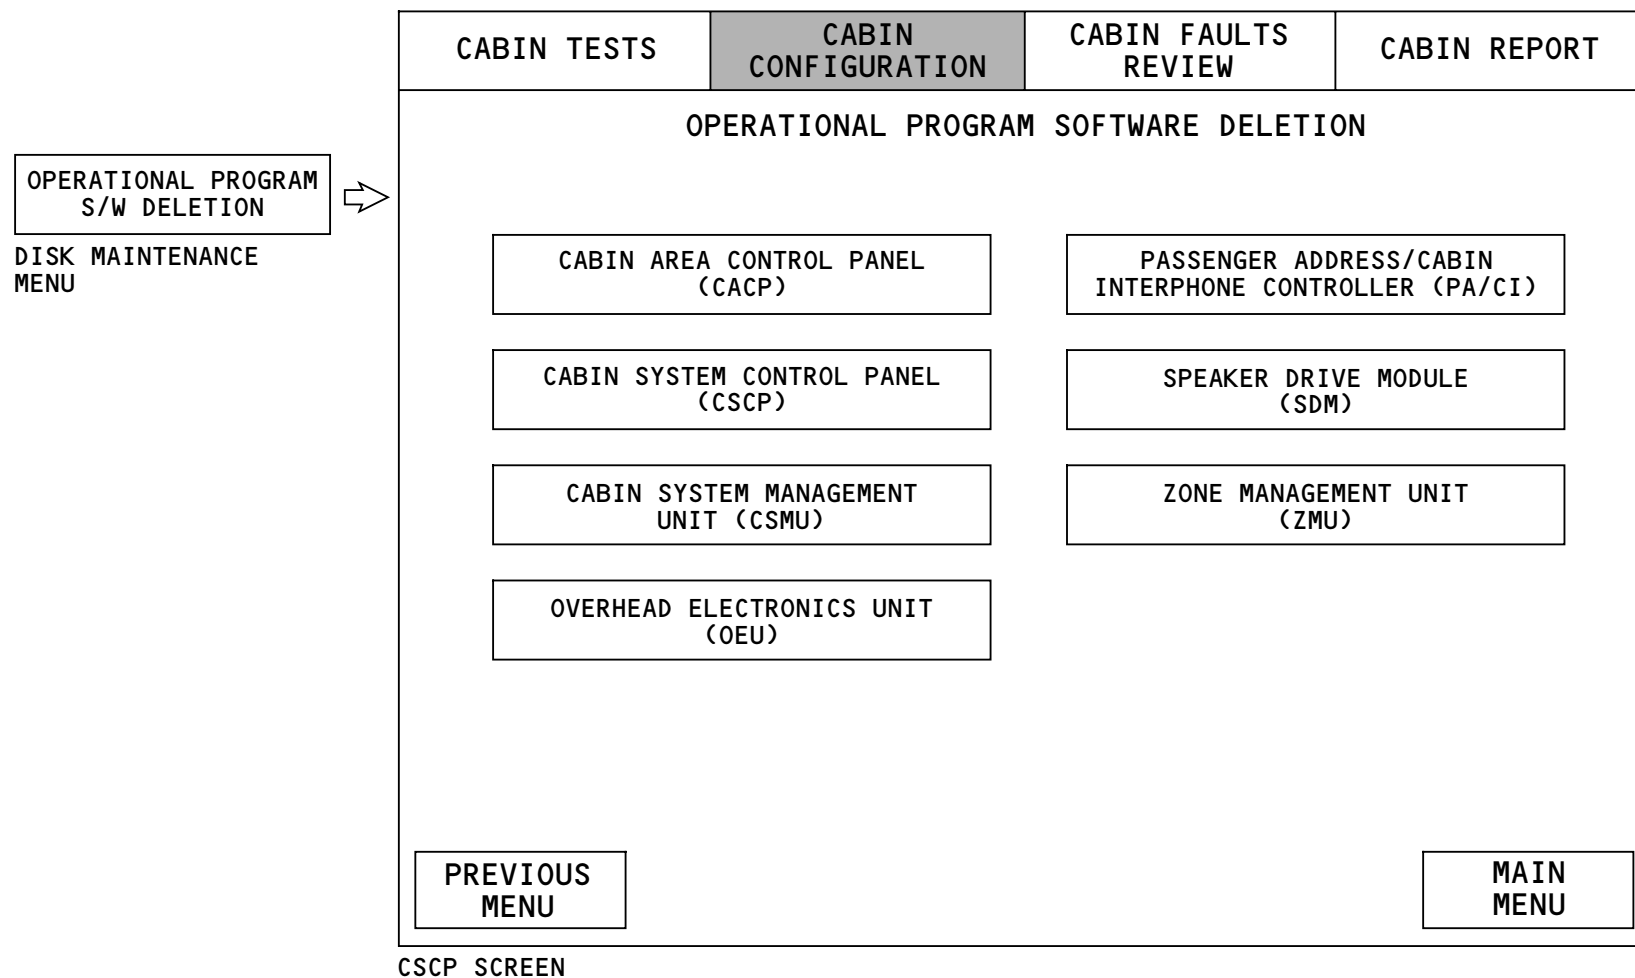 CABIN TESTS
CABIN
CONFIGURATION
CABIN FAULTS
REVIEW
CABIN REPORT
OPERATIONAL PROGRAM SOFTWARE DELETION
OPERATIONAL PROGRAM
S/W DELETION
DISK MAINTENANCE
MENU
CABIN AREA CONTROL PANEL
(CACP)
PASSENGER ADDRESS/CABIN
INTERPHONE CONTROLLER (PA/CI)
CABIN SYSTEM CONTROL PANEL
(CSCP)
SPEAKER DRIVE MODULE
(SDM)
CABIN SYSTEM MANAGEMENT
UNIT (CSMU)
ZONE MANAGEMENT UNIT
(ZMU)
OVERHEAD ELECTRONICS UNIT
(OEU)
PREVIOUS
MENU
MAIN
MENU
CSCP SCREEN